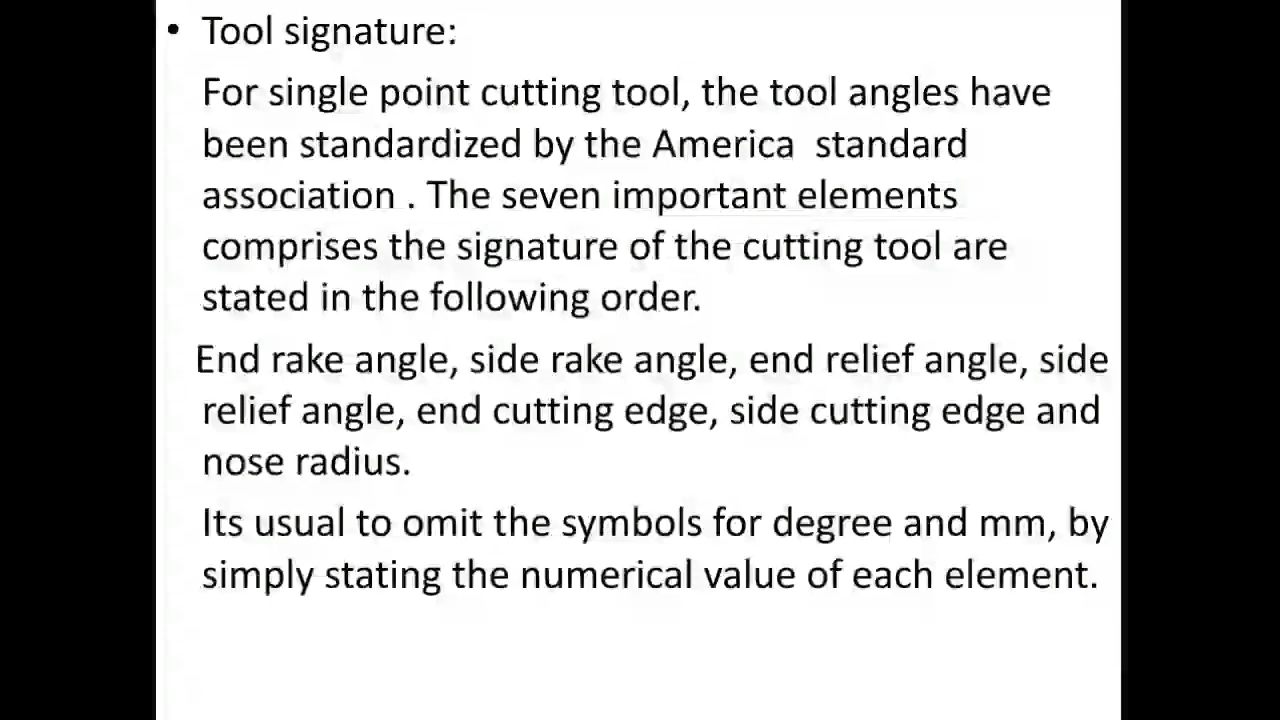 • Tool signature:
For single point cutting tool, the tool angles have
been standardized by the America  standard
association . The seven important elements
comprises the signature of the cutting tool are
stated in the following order.
End rake angle, side rake angle, end relief angle, side
relief angle, end cutting edge, side cutting edge and
nose radius.
Its usual to omit the symbols for degree and mm, by
simply stating the numerical value of each element.